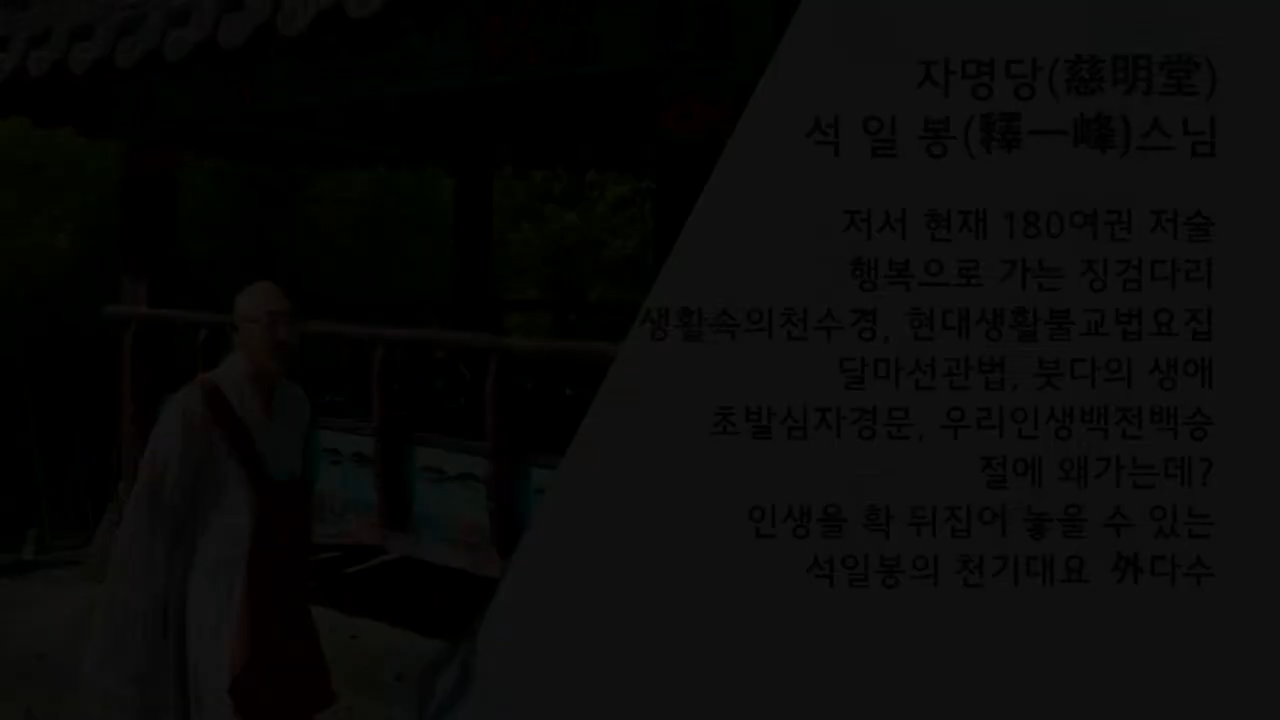 자명당(慈明堂)
석 일 봉(釋一峰)스님
저서 현재 180여권 저술
행복으로 가는 징검다리
생활속의천수경, 현대생활불교법요집
달마선관법, 붓다의 생애
초발심자경문, 우리인생백전백승
절에 왜가는데?
인생을 확 뒤집어 놓을 수 있는
석일봉의 천기대요 外다수